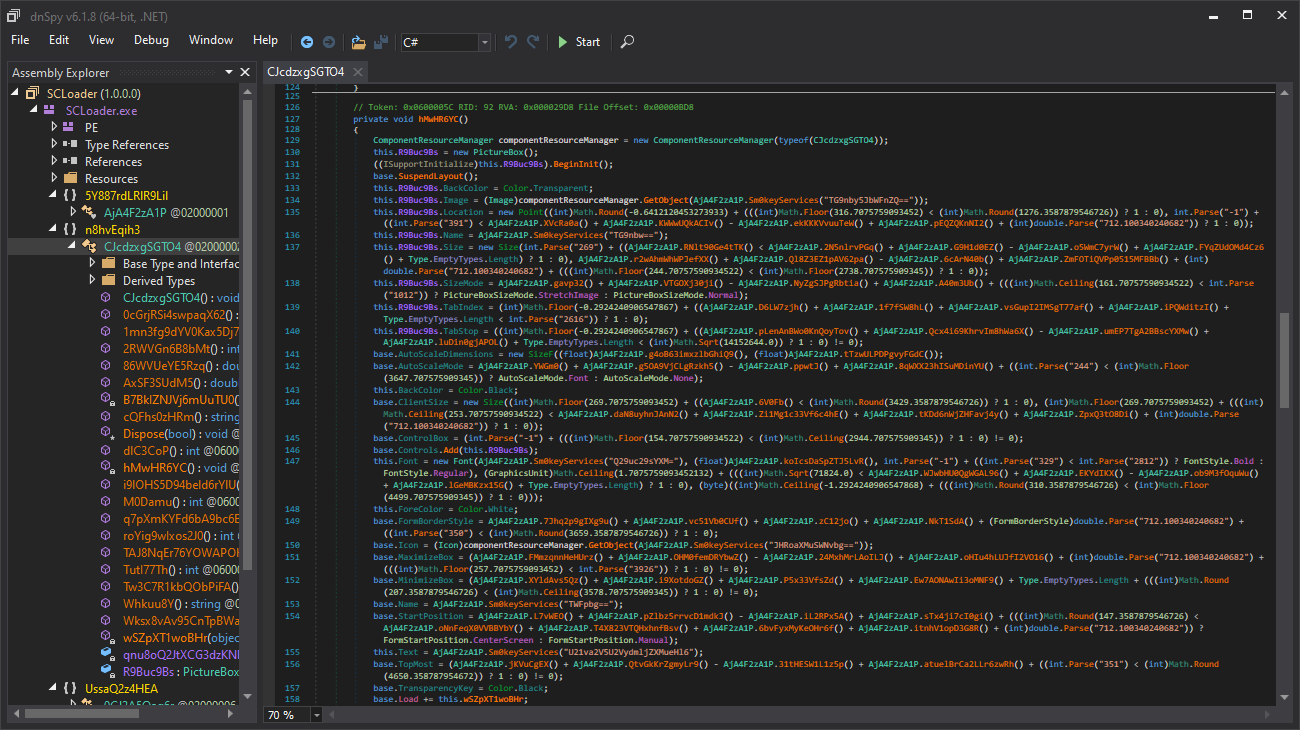 dnSpy v6.1.8 (64-bit, .NET)
File Edit View Debug Window Help C# Start
Assembly Explorer
CJcdzxgSGTO4
SCLoader (1.0.0.0)
SCLoader.exe
PE
Type References
References
Resources
5Y887rdLRIR9LiI
AjA4F2zA1P @02000001
n8hvEqih3
CJcdzxgSGTO4 @0200000
Base Type and Interfac
Derived Types
CJcdzxgSGTO4() : void
0cGrjRSi4swpaqX62()
1mn3fg9dYV0Kax5Dj7
2RWVGn6B8bMt() : int
86WVUeYE5Rzq() : dou
AxSF3SUdM5() : doubl
B7BkIZNJVj6mUuTU0()
cQFhs0zHRm() : string
Dispose(bool) : void @
dIC3CoP() : int @0600
hMwHR6YC() : void @
i9IOHS5D94beId6rYIU(
M0Damu() : int @060
q7pXmKYFd6bA9bc6E
roYig9wlxos2J0() : int
TAJ8NqEr76YOWAPOI
TutI77Th() : int @0600
Tw3C7R1kbQObPiFA()
Whkuu8Y() : string @0
Wksx8vAv95CnTpBWa
wSZpXT1woBHr(objec
qnu8oQ2JtXCG3dzKNI
R9Buc9Bs : PictureBox
UssaQ2z4HEA
124 }
125
126 // Token: 0x0600005C RID: 92 RVA: 0x000029D8 File Offset: 0x00000BD8
127 private void hMwHR6YC()
128 {
129 ComponentResourceManager componentResourceManager = new ComponentResourceManager(typeof(CJcdzxgSGTO4));
130 this.R9Buc9Bs = new PictureBox();
131 ((ISupportInitialize)this.R9Buc9Bs).BeginInit();
132 base.SuspendLayout();
133 this.R9Buc9Bs.BackColor = Color.Transparent;
134 this.R9Buc9Bs.Image = (Image)componentResourceManager.GetObject(AjA4F2zA1P.Sm0keyServices("TG9nby5JbWFnZQ=="));
135 this.R9Buc9Bs.Location = new Point((int)Math.Round(-0.6412120453273933) + (((int)Math.Floor(316.7075759093452) < (int)Math.Round(1276.3587879546726)) ? 1 : 0), int.Parse("-1") +
((int.Parse("391") < AjA4F2zA1P.XVcRa0a() + AjA4F2zA1P.KWWwUQkACIv() - AjA4F2zA1P.ekKKKVvuuTeW() + AjA4F2zA1P.pEQZQKnNI2() + (int)double.Parse("712.100340240682")) ? 1 : 0));
136 this.R9Buc9Bs.Name = AjA4F2zA1P.Sm0keyServices("TG9nbw==");
137 this.R9Buc9Bs.Size = new Size(int.Parse("269") + ((AjA4F2zA1P.RNlt90Ge4tTK() < AjA4F2zA1P.2N5nlrvPGq() + AjA4F2zA1P.G9H1d0EZ() - AjA4F2zA1P.o5WmC7yrW() + AjA4F2zA1P.FYqZUdOMd4Cz6
() + Type.EmptyTypes.Length) ? 1 : 0), AjA4F2zA1P.r2wAhmWhWPJefXX() + AjA4F2zA1P.Ql8Z3EZ1pAV62pa() - AjA4F2zA1P.6cArN40b() + AjA4F2zA1P.ZmFOTiQVPp0515MFBBb() + (int)
double.Parse("712.100340240682") + (((int)Math.Floor(244.70757590934522) < (int)Math.Floor(2738.707575909345)) ? 1 : 0));
138 this.R9Buc9Bs.SizeMode = AjA4F2zA1P.gavp32() + AjA4F2zA1P.VTGOXj30ji() - AjA4F2zA1P.NyZgSJPgRbtia() + AjA4F2zA1P.A40m3Ub() + (((int)Math.Ceiling(161.70757590934522) < int.Parse
("1012")) ? PictureBoxSizeMode.StretchImage : PictureBoxSizeMode.Normal);
139 this.R9Buc9Bs.TabIndex = (int)Math.Floor(-0.2924240906547867) + ((AjA4F2zA1P.D6LW7zjh() + AjA4F2zA1P.1f7fSW8hL() + AjA4F2zA1P.vsGupI2IMSgT77af() + AjA4F2zA1P.iPQWditzI() +
Type.EmptyTypes.Length < int.Parse("2616")) ? 1 : 0);
140 this.R9Buc9Bs.TabStop = ((int)Math.Floor(-0.2924240906547867) + ((AjA4F2zA1P.pLenAnBWo0KnQoyTov() + AjA4F2zA1P.Qcx4i69KhrvIm8hWa6X() - AjA4F2zA1P.umEP7TgA2BBscYXMw() +
AjA4F2zA1P.luDin0gjAPOL() + Type.EmptyTypes.Length < (int)Math.Sqrt(14152644.0)) ? 1 : 0) != 0);
141 base.AutoScaleDimensions = new SizeF((float)AjA4F2zA1P.g4oB63imxzlbGhiQ9(), (float)AjA4F2zA1P.tTzwULPDPgvyFGdC());
142 base.AutoScaleMode = AjA4F2zA1P.YWGm0() + AjA4F2zA1P.g5OA9VjCLgRzkh5() - AjA4F2zA1P.ppwtJ() + AjA4F2zA1P.8qWXX23hISuMDinYU() + ((int.Parse("244") < (int)Math.Floor
(3647.707575909345)) ? AutoScaleMode.Font : AutoScaleMode.None);
143 this.BackColor = Color.Black;
144 base.ClientSize = new Size((int)Math.Floor(269.7075759093452) + ((AjA4F2zA1P.6V0Fb() < (int)Math.Round(3429.3587879546726)) ? 1 : 0), (int)Math.Floor(269.7075759093452) + (((int)
Math.Ceiling(253.70757590934522) < AjA4F2zA1P.daN8uyhnJAnN2() + AjA4F2zA1P.Zi1Mg1c33Vf6c4hE() + AjA4F2zA1P.tKDd6nWjZHFavj4y() + AjA4F2zA1P.ZpmQ3tO8Di() + (int)double.Parse
("712.100340240682")) ? 1 : 0));
145 base.ControlBox = (int.Parse("-1") + (((int)Math.Floor(154.70757590934522) < (int)Math.Ceiling(2944.707575909345)) ? 1 : 0) != 0);
146 base.Controls.Add(this.R9Buc9Bs);
147 this.Font = new Font(AjA4F2zA1P.Sm0keyServices("Q29uc29sYXM="), (float)AjA4F2zA1P.koIcsDaSpZTJ5LvR(), int.Parse("-1") + ((int.Parse("329") < int.Parse("2812")) ? FontStyle.Bold :
FontStyle.Regular), (GraphicsUnit)Math.Ceiling(1.7075759093452132) + (((int)Math.Sqrt(71824.0) < AjA4F2zA1P.WJwbHU0QgWGAL96() + AjA4F2zA1P.EKYdIKX() - AjA4F2zA1P.ob9M3fOquWu()
+ AjA4F2zA1P.lGeMBKzx15G() + Type.EmptyTypes.Length) ? 1 : 0), (byte)((int)Math.Ceiling(-1.2924240906547868) + (((int)Math.Round(310.3587879546726) < (int)Math.Floor
(4499.707575909345)) ? 1 : 0)));
148 this.ForeColor = Color.White;
149 base.FormBorderStyle = AjA4F2zA1P.7Jhq2p9gIXg9u() + AjA4F2zA1P.vc51Vb0CUf() + AjA4F2zA1P.zC12jo() + AjA4F2zA1P.NkT1SdA() + (FormBorderStyle)double.Parse("712.100340240682") +
((int.Parse("350") < (int)Math.Round(3659.3587879546726)) ? 1 : 0);
150 base.Icon = (Icon)componentResourceManager.GetObject(AjA4F2zA1P.Sm0keyServices("JHRoaXMuSWNvbg=="));
151 base.MaximizeBox = (AjA4F2zA1P.FMmzqnnHeHUrz() + AjA4F2zA1P.OHM0femDRYbwZ() - AjA4F2zA1P.24MxhMrLAoILJ() + AjA4F2zA1P.oHIu4hLUJfI2VO16() + (int)double.Parse("712.100340240682") +
(((int)Math.Floor(257.7075759093452) < int.Parse("3926")) ? 1 : 0) != 0);
152 base.MinimizeBox = (AjA4F2zA1P.XYldAvs5Qz() + AjA4F2zA1P.i9XotdoGZ() + AjA4F2zA1P.P5x33VfsZd() + AjA4F2zA1P.Ew7AONAwIi3oMNF9() + Type.EmptyTypes.Length + (((int)Math.Round
(207.3587879546726) < (int)Math.Ceiling(3578.707575909345)) ? 1 : 0) != 0);
153 base.Name = AjA4F2zA1P.Sm0keyServices("TWFpbg==");
154 base.StartPosition = AjA4F2zA1P.L7vWEO() + AjA4F2zA1P.pZlbz5rrvcD1mdkJ() - AjA4F2zA1P.iL2RPx5A() + AjA4F2zA1P.sTx4ji7cI0gi() + (((int)Math.Round(147.3587879546726) <
AjA4F2zA1P.oNnFeqX0VVBBYbY() + AjA4F2zA1P.T4X823VTQHxhnfBsv() + AjA4F2zA1P.6bvFyxMyKeOHr6f() + AjA4F2zA1P.itnhV1opD3G8R() + (int)double.Parse("712.100340240682")) ?
FormStartPosition.CenterScreen : FormStartPosition.Manual);
155 this.Text = AjA4F2zA1P.Sm0keyServices("U21va2V5U2VydmljZXMueHl6");
156 base.TopMost = (AjA4F2zA1P.jKVuCgEX() + AjA4F2zA1P.QtvGkKrZgmyLr9() - AjA4F2zA1P.31tHESW1L1z5p() + AjA4F2zA1P.atuelBrCa2LLr6zwRh() + ((int.Parse("351") < (int)Math.Round
(4650.3587879546726)) ? 1 : 0) != 0);
157 base.TransparencyKey = Color.Black;
158 base.Load += this.wSZpXT1woBHr;
70 %